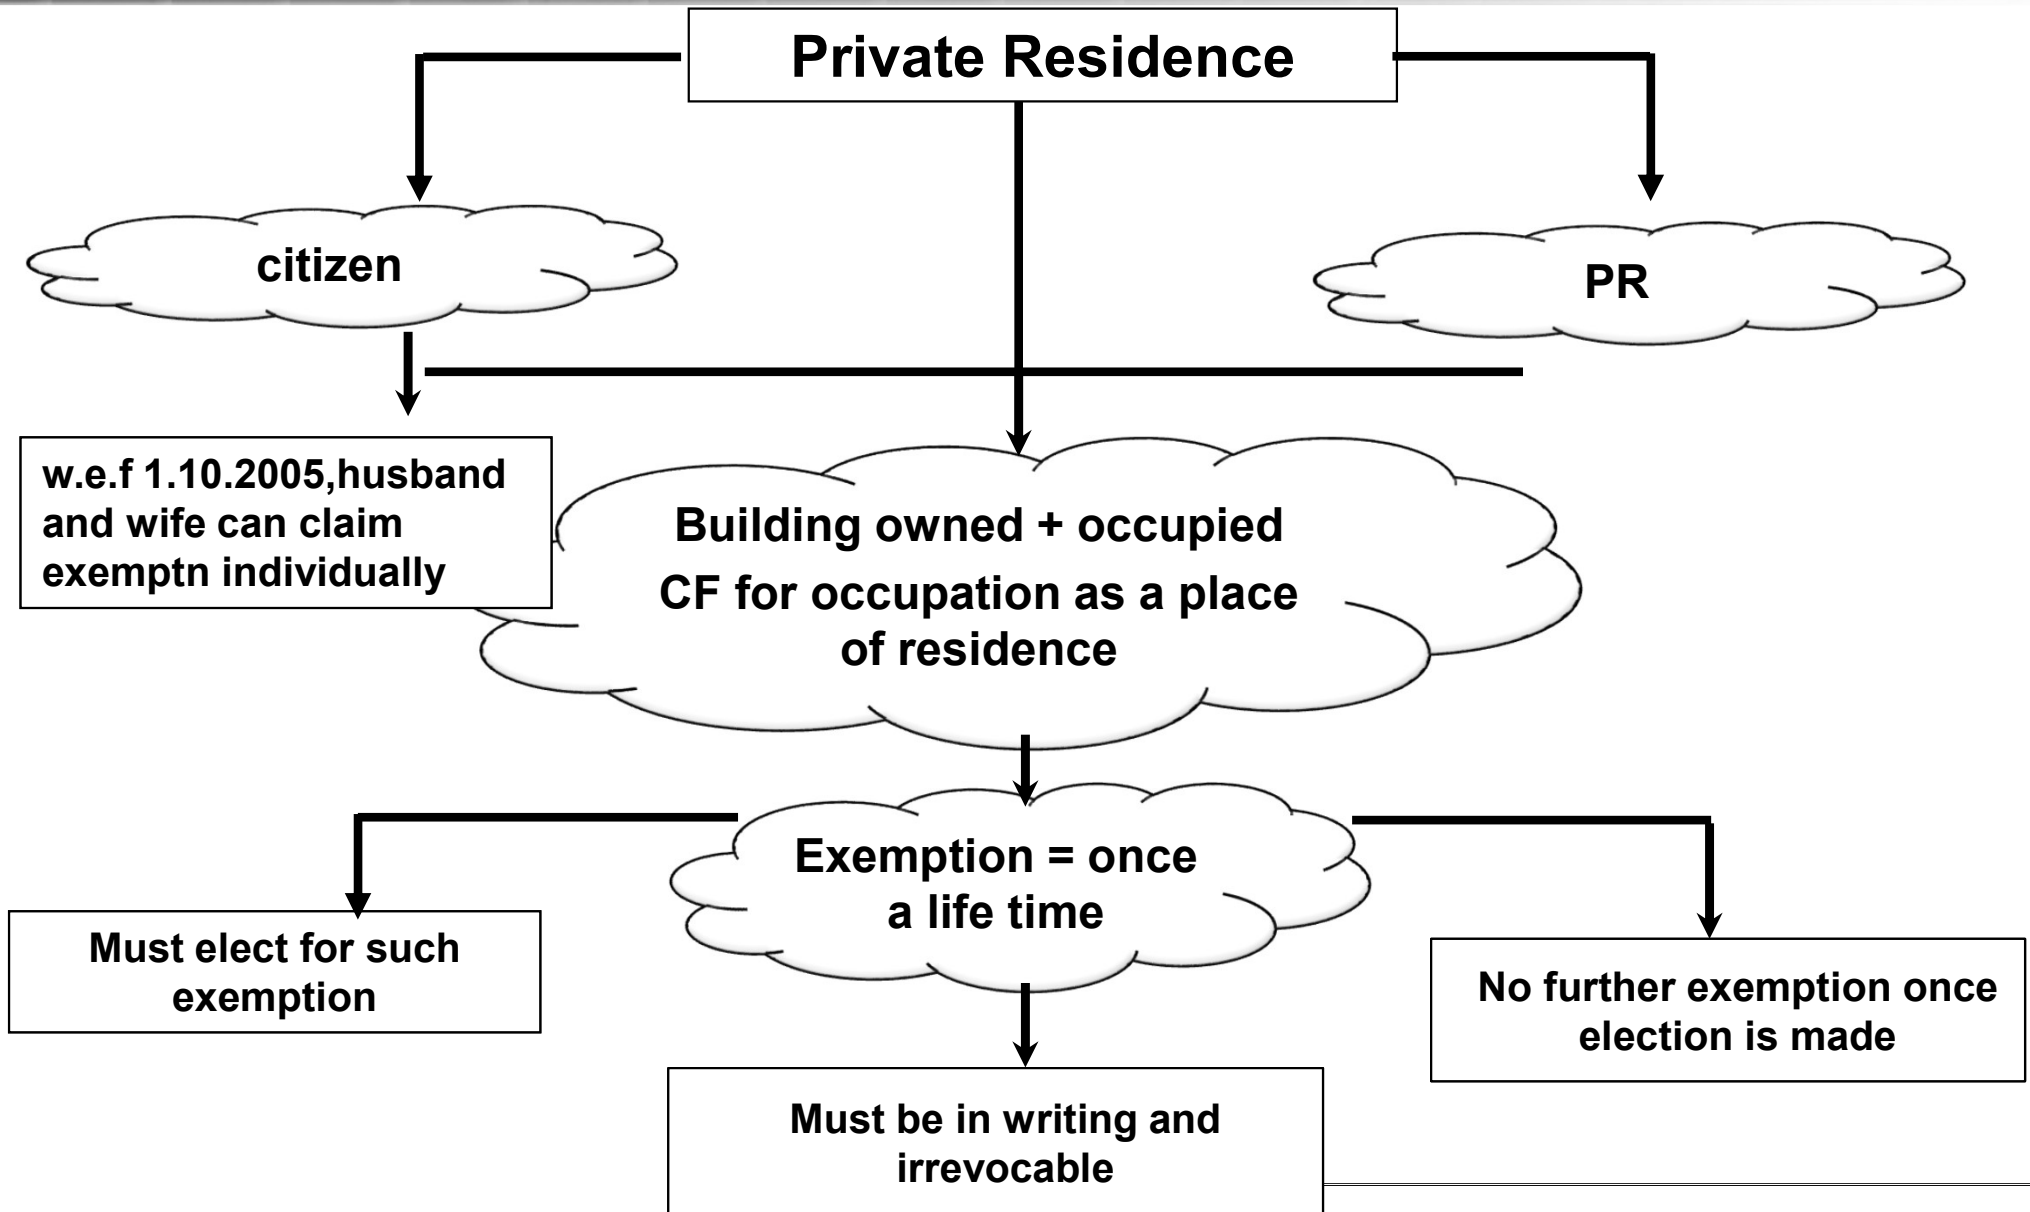 Private Residence
citizen
PR
w.e.f 1.10.2005,husband
and wife can claim
exemptn individually
Building owned + occupied
CF for occupation as a place
of residence
Exemption = once
a life time
Must elect for such
exemption
No further exemption once
election is made
Must be in writing and
irrevocable